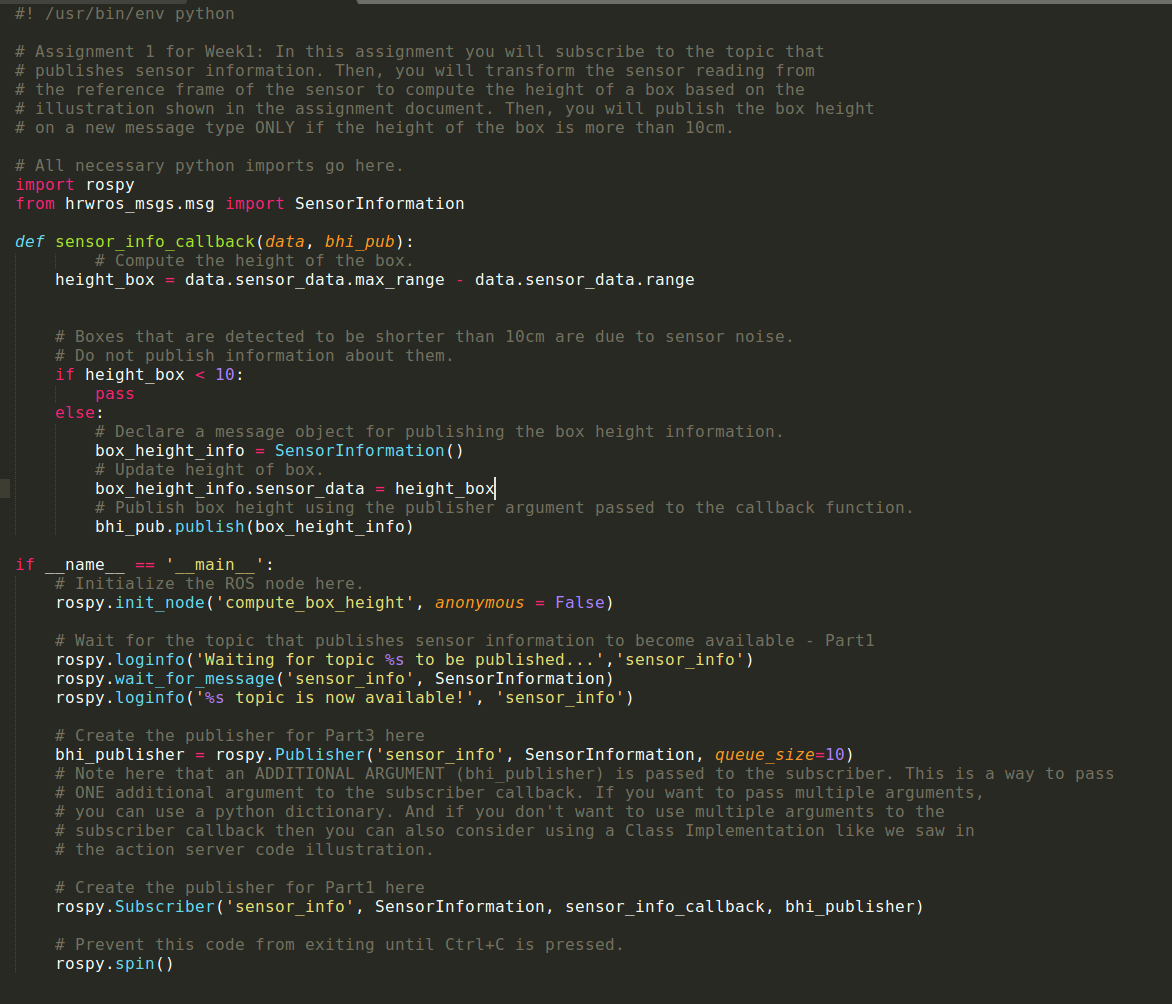 #! /usr/bin/env python
# Assignment 1 for Week1: In this assignment you will subscribe to the topic that
# publishes sensor information. Then, you will transform the sensor reading from
# the reference frame of the sensor to compute the height of a box based on the
# illustration shown in the assignment document. Then, you will publish the box height
# on a new message type ONLY if the height of the box is more than 10cm.
# All necessary python imports go here.
import rospy
from hrwros_msgs.msg import SensorInformation
def sensor_info_callback(data, bhi_pub):
        # Compute the height of the box.
    height_box = data.sensor_data.max_range - data.sensor_data.range
    # Boxes that are detected to be shorter than 10cm are due to sensor noise.
    # Do not publish information about them.
    if height_box < 10:
        pass
    else:
        # Declare a message object for publishing the box height information.
        box_height_info = SensorInformation()
        # Update height of box.
        box_height_info.sensor_data = height_box
        # Publish box height using the publisher argument passed to the callback function.
        bhi_pub.publish(box_height_info)
if __name__ == '__main__':
    # Initialize the ROS node here.
    rospy.init_node('compute_box_height', anonymous = False)
    # Wait for the topic that publishes sensor information to become available - Part1
    rospy.loginfo('Waiting for topic %s to be published...','sensor_info')
    rospy.wait_for_message('sensor_info', SensorInformation)
    rospy.loginfo('%s topic is now available!', 'sensor_info')
    # Create the publisher for Part3 here
    bhi_publisher = rospy.Publisher('sensor_info', SensorInformation, queue_size=10)
    # Note here that an ADDITIONAL ARGUMENT (bhi_publisher) is passed to the subscriber. This is a way to pass
    # ONE additional argument to the subscriber callback. If you want to pass multiple arguments,
    # you can use a python dictionary. And if you don't want to use multiple arguments to the
    # subscriber callback then you can also consider using a Class Implementation like we saw in
    # the action server code illustration.
    # Create the publisher for Part1 here
    rospy.Subscriber('sensor_info', SensorInformation, sensor_info_callback, bhi_publisher)
    # Prevent this code from exiting until Ctrl+C is pressed.
    rospy.spin()